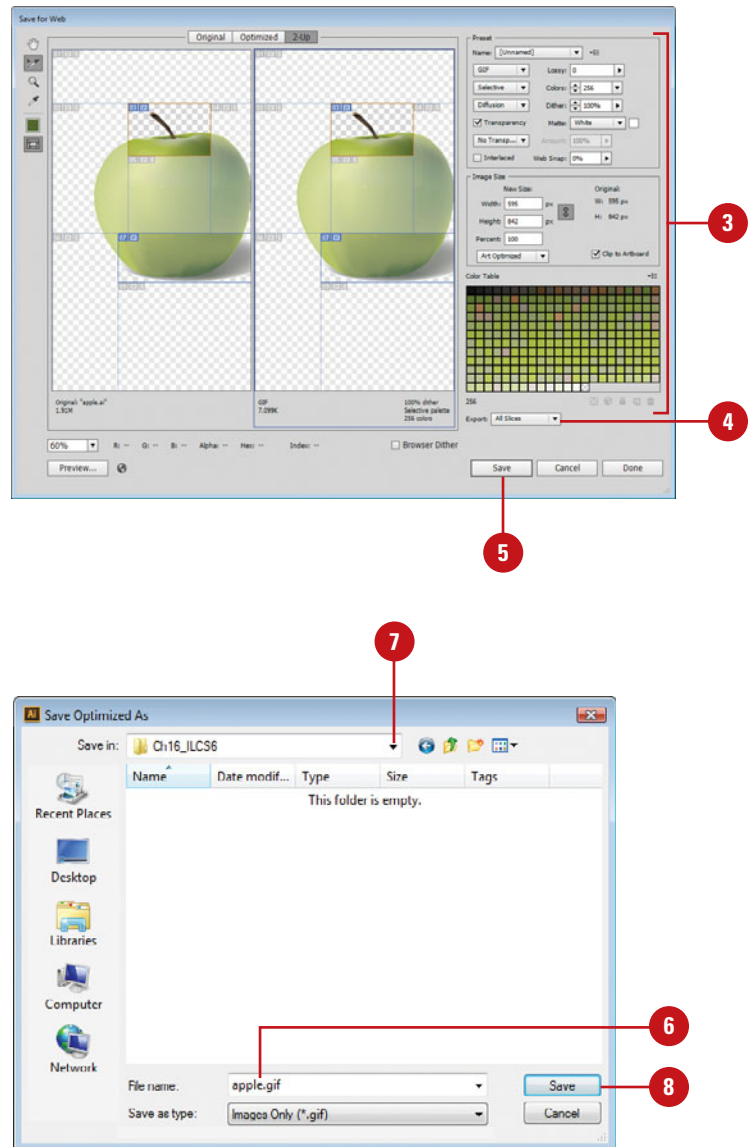 Save for Web
Original Optimized 2-Up
Preset
Name: [Unnamed]
GIF Lossy: 0
Selective Colors: 256
Diffusion Dither: 100%
Transparency Matte: White
No Transp... Amount: 100%
Interlaced Web Snap: 0%
Image Size
New Size: Original:
Width: 595 px W: 595 px
Height: 842 px H: 842 px
Percent: 100
Art Optimized Clip to Artboard
3
Color Table
Original: "apple.ai"
1.91M
GIF
7.099K
100% dither
Selective palette
256 colors
256
Export: All Slices
4
60% R: -- G: -- B: -- Alpha: -- Hex: -- Index: -- Browser Dither
Preview... Save Cancel Done
5
7
Save Optimized As
Save in: Ch16_ILCS6
Name Date modif... Type Size Tags
This folder is empty.
Recent Places
Desktop
Libraries
Computer
Network
6
File name: apple.gif Save
8
Save as type: Images Only (*.gif) Cancel